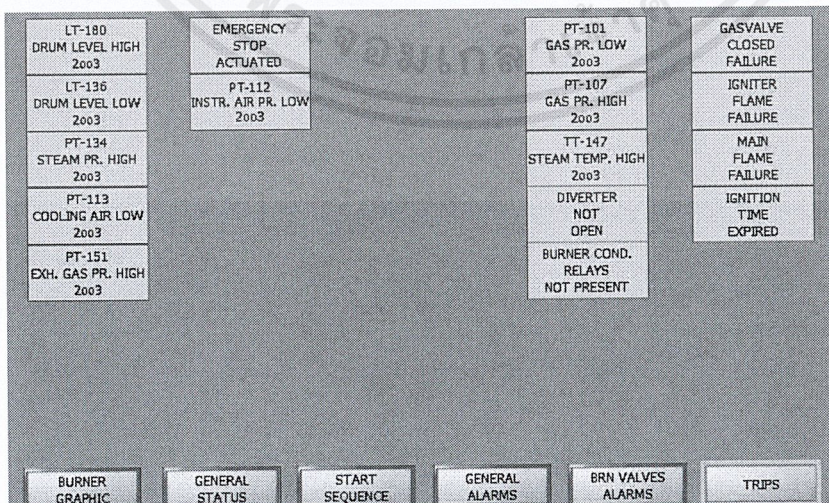 LT-180
DRUM LEVEL HIGH
2oo3
LT-136
DRUM LEVEL LOW
2oo3
PT-134
STEAM PR. HIGH
2oo3
PT-113
COOLING AIR LOW
2oo3
PT-151
EXH. GAS PR. HIGH
2oo3
EMERGENCY
STOP
ACTUATED
PT-112
INSTR. AIR PR. LOW
2oo3
PT-101
GAS PR. LOW
2oo3
PT-107
GAS PR. HIGH
2oo3
TT-147
STEAM TEMP. HIGH
2oo3
DIVERTER
NOT
OPEN
BURNER COND.
RELAYS
NOT PRESENT
GASVALVE
CLOSED
FAILURE
IGNITER
FLAME
FAILURE
MAIN
FLAME
FAILURE
IGNITION
TIME
EXPIRED
BURNER
GRAPHIC
GENERAL
STATUS
START
SEQUENCE
GENERAL
ALARMS
BRN VALVES
ALARMS
TRIPS